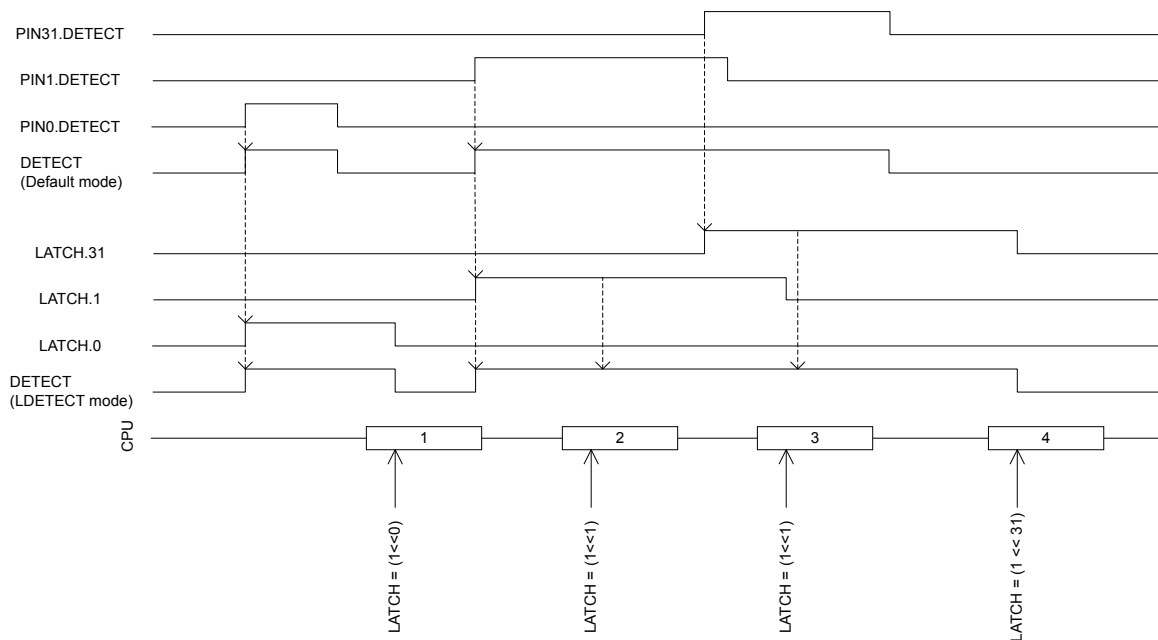 PIN31.DETECT
PIN1.DETECT
PIN0.DETECT
DETECT
(Default mode)
LATCH.31
LATCH.1
LATCH.0
DETECT
(LDETECT mode)
CPU
1
2
3
4
LATCH = (1<<0)
LATCH = (1<<1)
LATCH = (1<<1)
LATCH = (1 << 31)